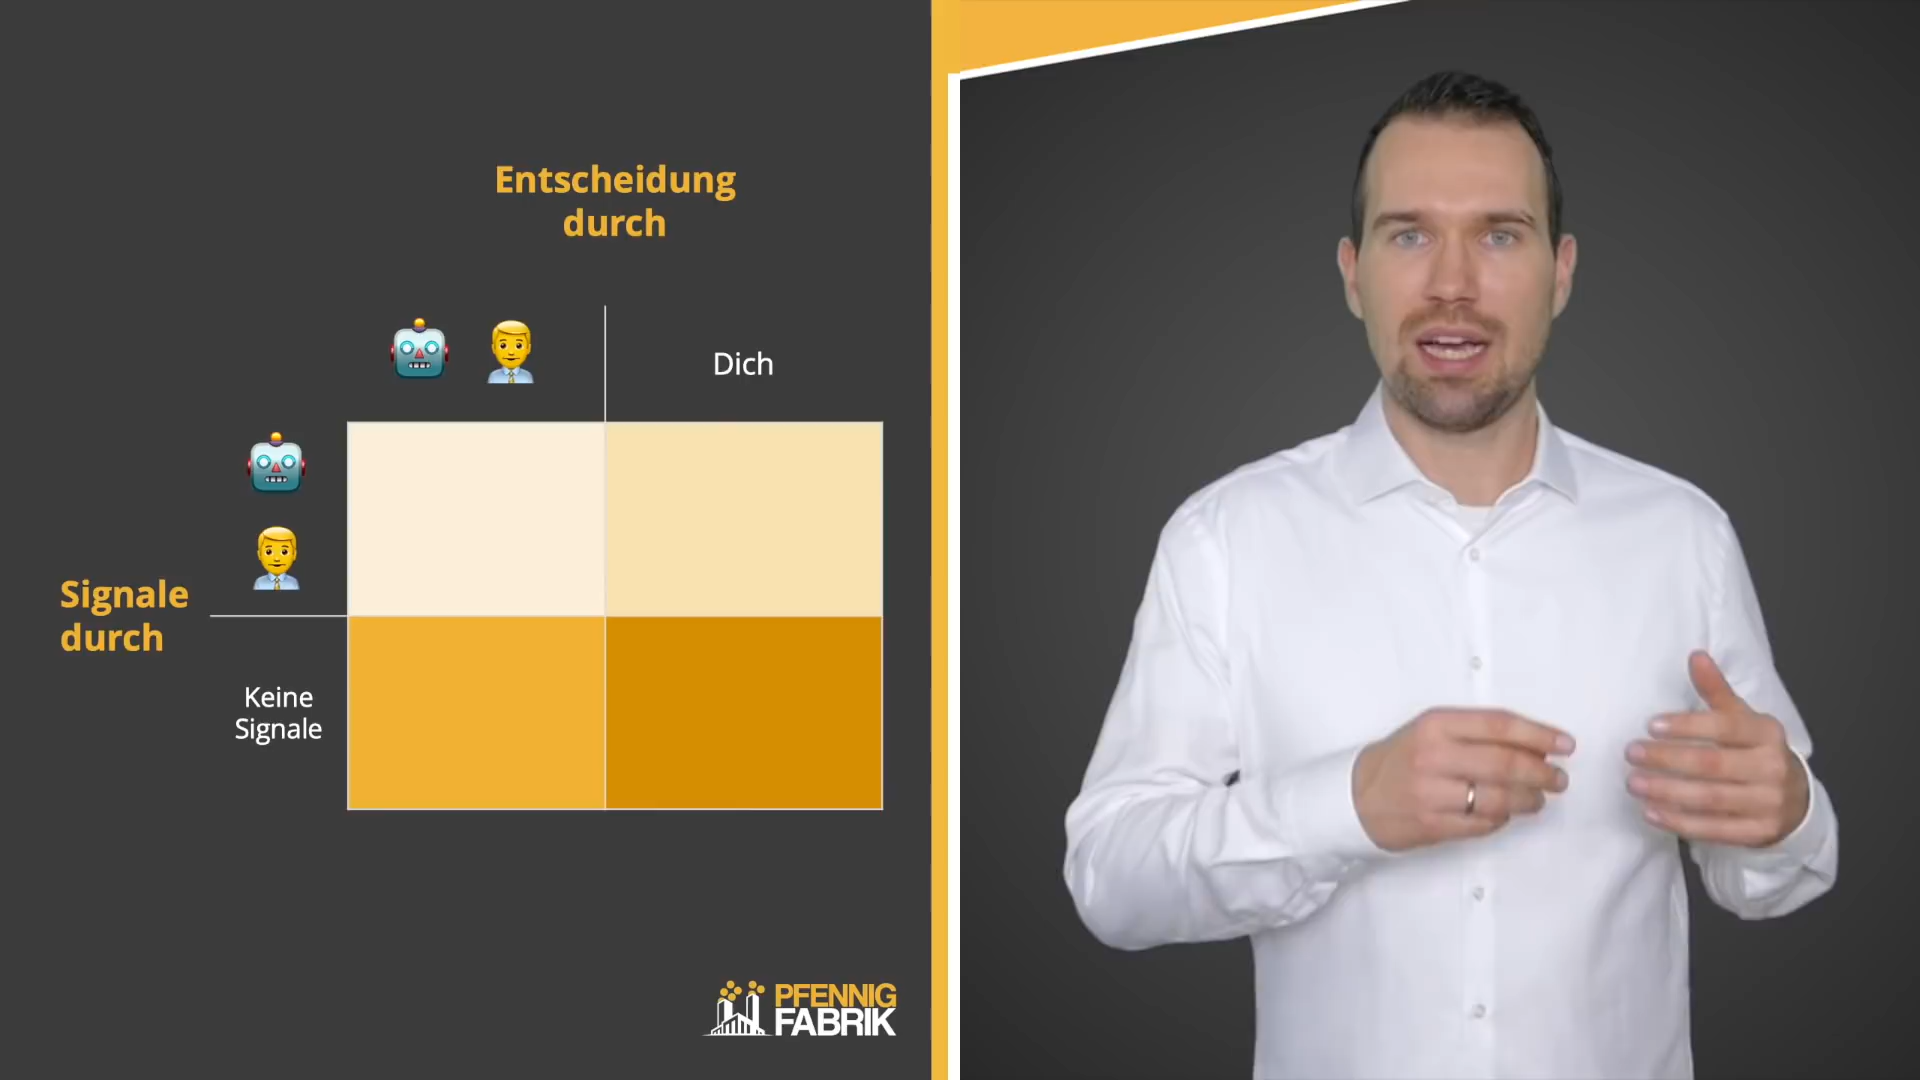 Entscheidung
durch
Dich
Signale
durch
Keine
Signale
PFENNIG
FABRIK